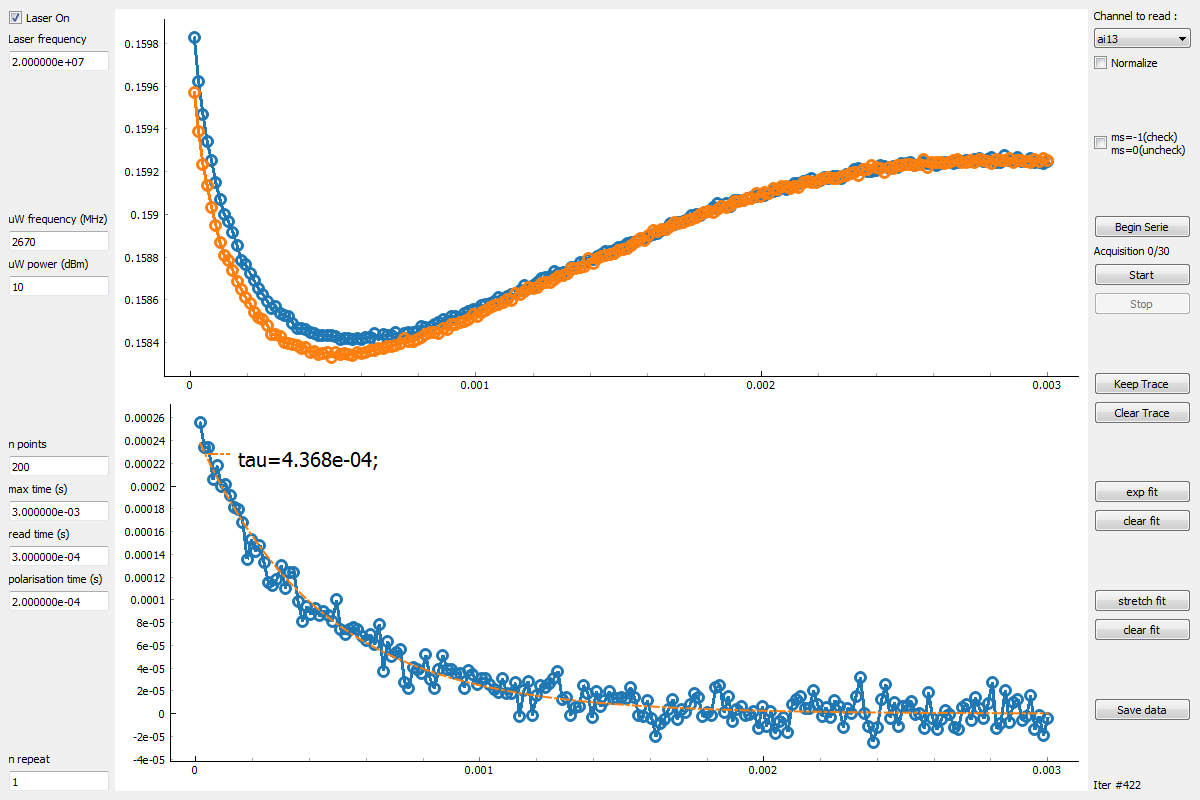 Laser On
Laser frequency
2.000000e+07
uW frequency (MHz)
2670
uW power (dBm)
10
n points
200
max time (s)
3.000000e-03
read time (s)
3.000000e-04
polarisation time (s)
2.000000e-04
n repeat
1
0.1598
0.1596
0.1594
0.1592
0.159
0.1588
0.1586
0.1584
0
0.001
0.002
0.003
0.00026
0.00024
0.00022
0.0002
0.00018
0.00016
0.00014
0.00012
0.0001
8e-05
6e-05
4e-05
2e-05
0
-2e-05
-4e-05
tau=4.368e-04;
0
0.001
0.002
0.003
Channel to read :
ai13
Normalize
ms=-1(check)
ms=0(uncheck)
Begin Serie
Acquisition 0/30
Start
Stop
Keep Trace
Clear Trace
exp fit
clear fit
stretch fit
clear fit
Save data
Iter #422